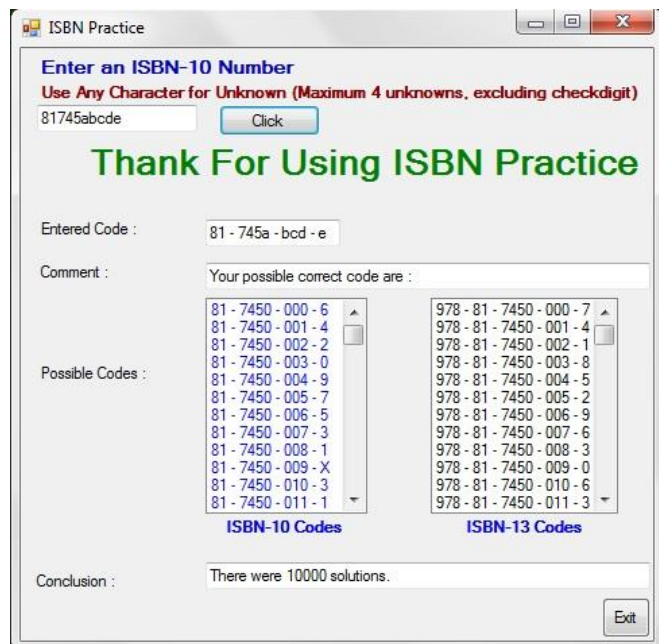 ISBN Practice
Enter an ISBN-10 Number
Use Any Character for Unknown (Maximum 4 unknowns, excluding checkdigit)
81745abcde Click
Thank For Using ISBN Practice
Entered Code : 81 - 745a - bcd - e
Comment : Your possible correct code are :
Possible Codes :
81 - 7450 - 000 - 6 978 - 81 - 7450 - 000 - 7
81 - 7450 - 001 - 4 978 - 81 - 7450 - 001 - 4
81 - 7450 - 002 - 2 978 - 81 - 7450 - 002 - 1
81 - 7450 - 003 - 0 978 - 81 - 7450 - 003 - 8
81 - 7450 - 004 - 9 978 - 81 - 7450 - 004 - 5
81 - 7450 - 005 - 7 978 - 81 - 7450 - 005 - 2
81 - 7450 - 006 - 5 978 - 81 - 7450 - 006 - 9
81 - 7450 - 007 - 3 978 - 81 - 7450 - 007 - 6
81 - 7450 - 008 - 1 978 - 81 - 7450 - 008 - 3
81 - 7450 - 009 - X 978 - 81 - 7450 - 009 - 0
81 - 7450 - 010 - 3 978 - 81 - 7450 - 010 - 6
81 - 7450 - 011 - 1 978 - 81 - 7450 - 011 - 3
ISBN-10 Codes ISBN-13 Codes
Conclusion : There were 10000 solutions.
Exit